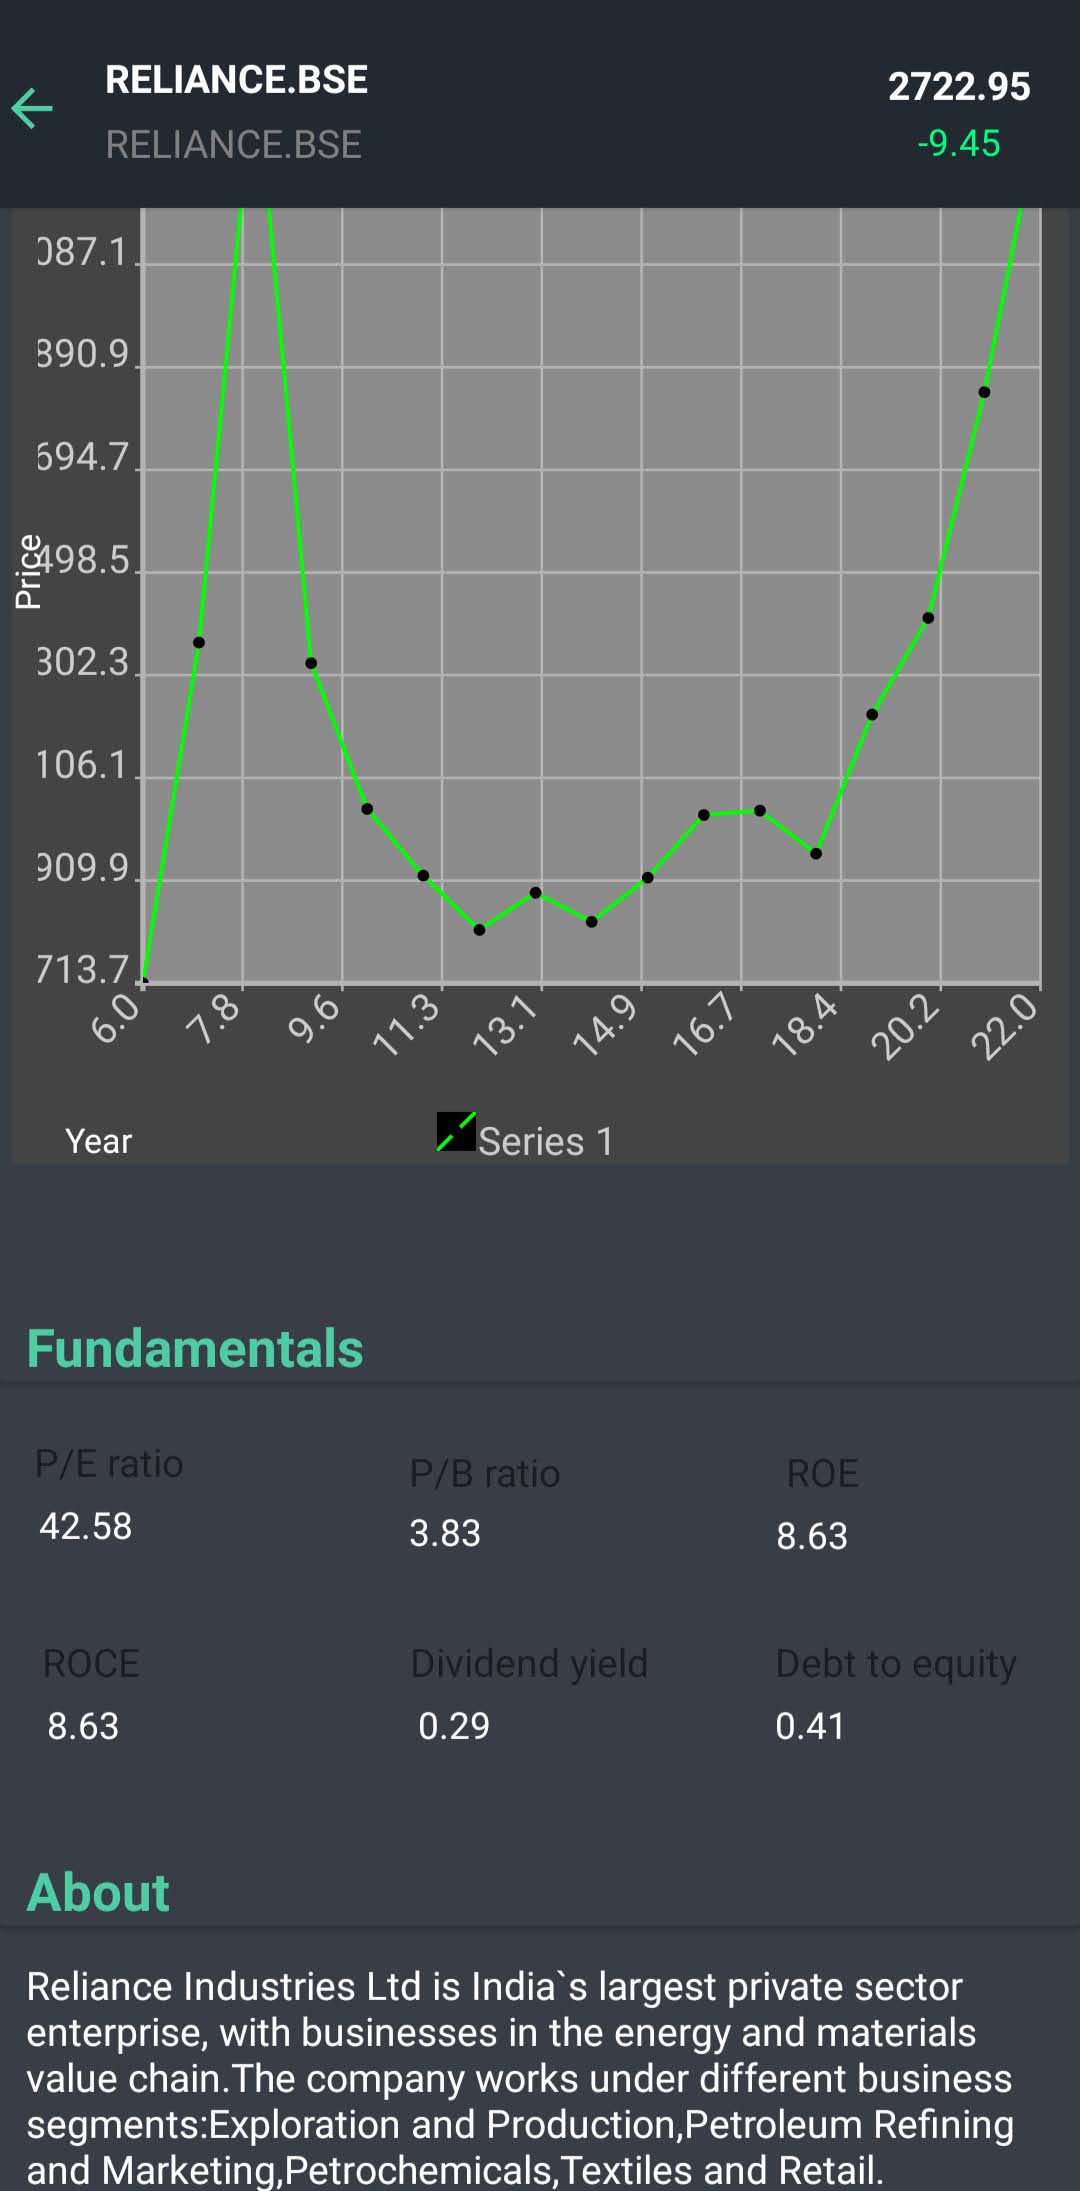 RELIANCE.BSE
2722.95
RELIANCE.BSE
-9.45
087.1
890.9
694.7
498.5
302.3
106.1
909.9
713.7
Price
6.0 7.8 9.6 11.3 13.1 14.9 16.7 18.4 20.2 22.0
Year
Series 1
Fundamentals
P/E ratio P/B ratio ROE
42.58 3.83 8.63
ROCE Dividend yield Debt to equity
8.63 0.29 0.41
About
Reliance Industries Ltd is India`s largest private sector
enterprise, with businesses in the energy and materials
value chain.The company works under different business
segments:Exploration and Production,Petroleum Refining
and Marketing,Petrochemicals,Textiles and Retail.